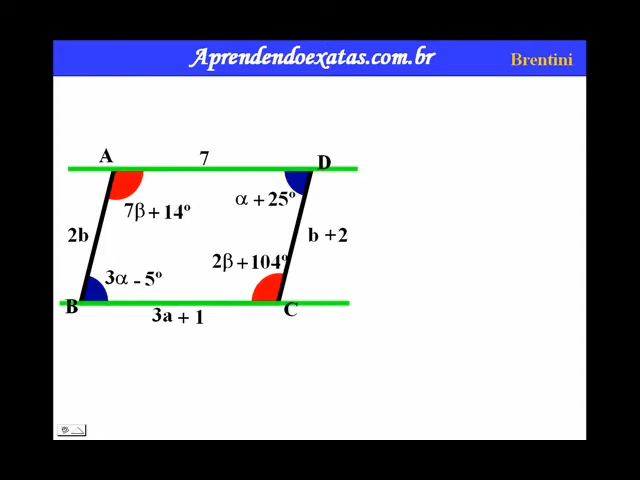 Aprendendoexatas.com.br Brentini
A 7 D
α + 25º
7β + 14º
2b b + 2
2β + 104º
3α - 5º
B C
3a + 1